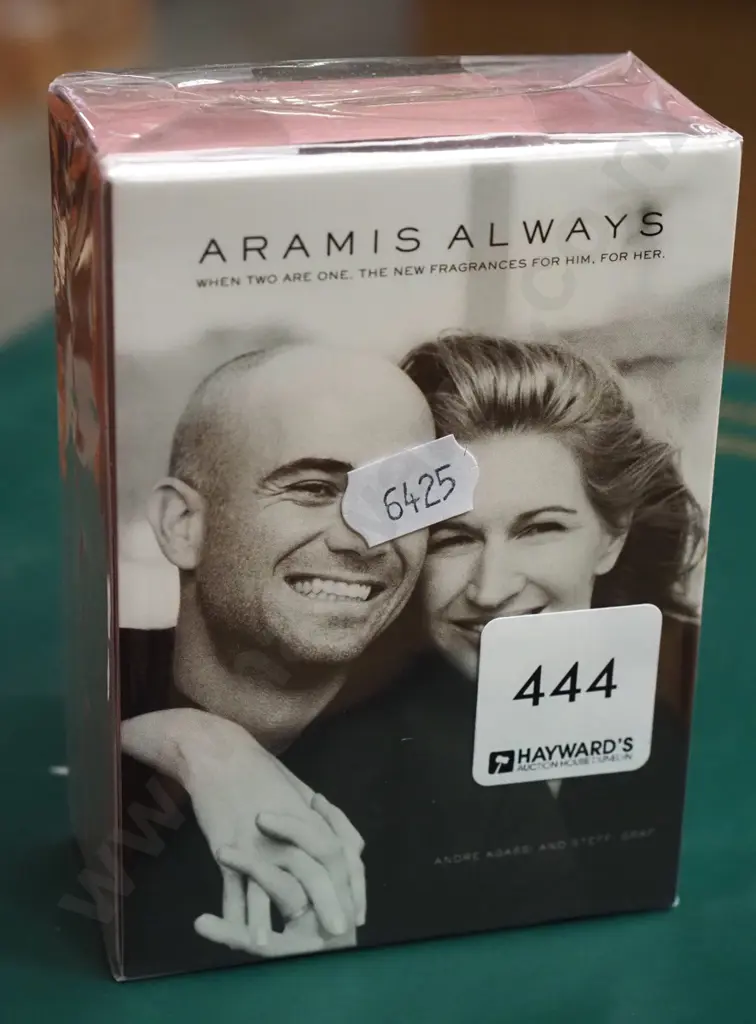 ARAMIS ALWAYS
WHEN TWO ARE ONE. THE NEW FRAGRANCES FOR HIM, FOR HER.
6425
444
HAYWARD'S
AUCTION HOUSE DUNEDIN
ANDRE AGASSI AND STEFFI GRAF